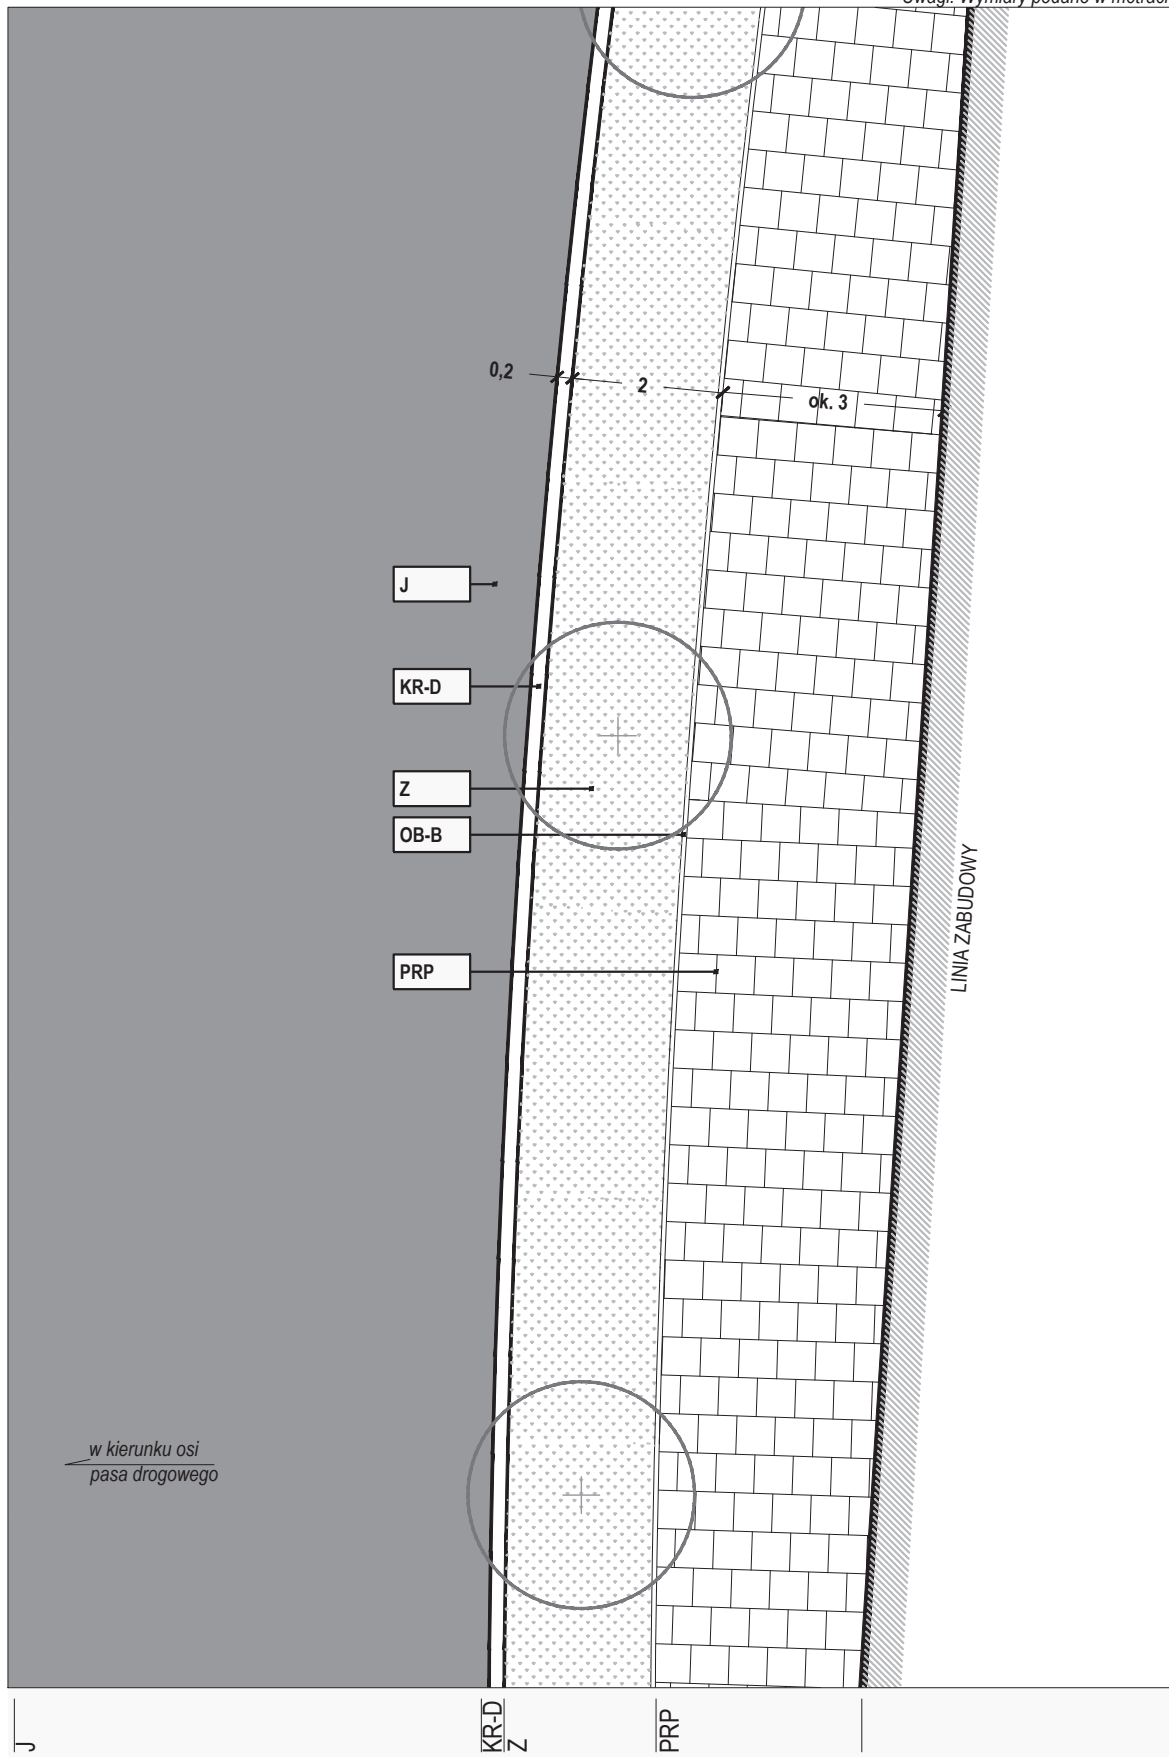 Uwagi: Wymiary podano w metrach
0,2
2
ok. 3
J
KR-D
Z
OB-B
PRP
LINIA ZABUDOWY
w kierunku osi
pasa drogowego
J
KR-D
Z
PRP